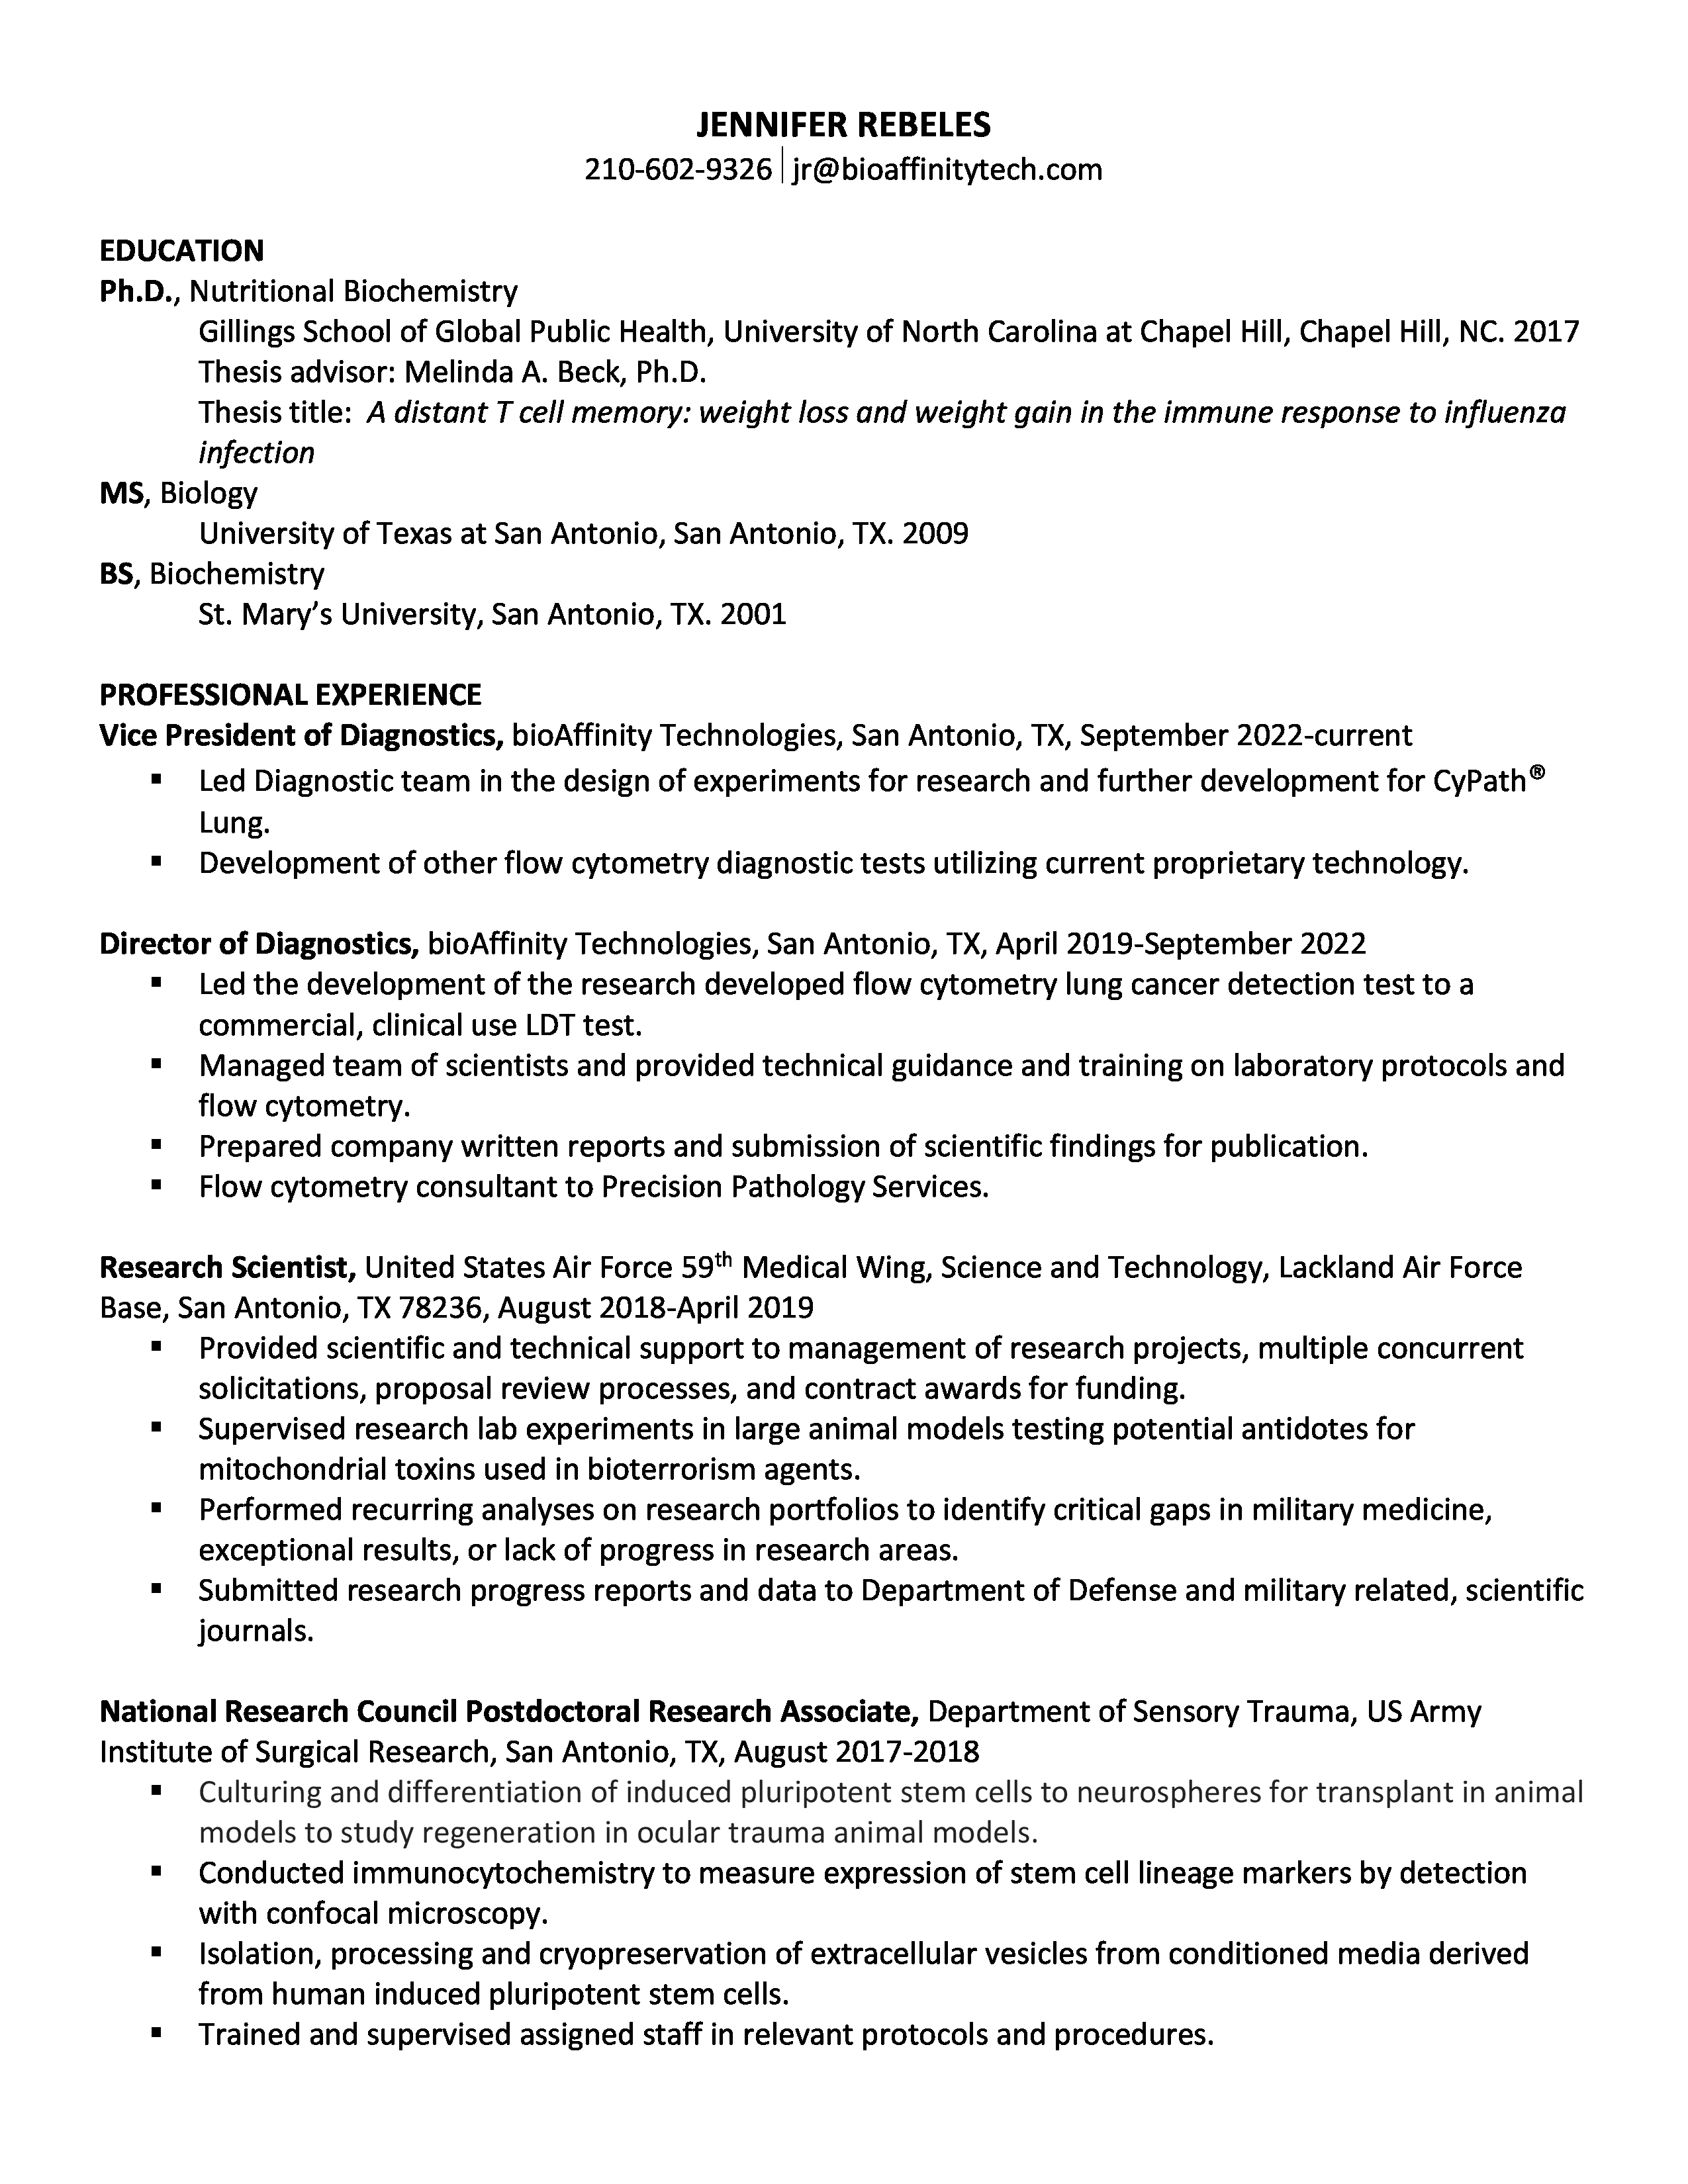 JENNIFER REBELES
210-602-9326 | jr@bioaffinitytech.com
EDUCATION
Ph.D., Nutritional Biochemistry
Gillings School of Global Public Health, University of North Carolina at Chapel Hill, Chapel Hill, NC. 2017
Thesis advisor: Melinda A. Beck, Ph.D.
Thesis title:  A distant T cell memory: weight loss and weight gain in the immune response to influenza
infection
MS, Biology
University of Texas at San Antonio, San Antonio, TX. 2009
BS, Biochemistry
St. Mary’s University, San Antonio, TX. 2001
PROFESSIONAL EXPERIENCE
Vice President of Diagnostics, bioAffinity Technologies, San Antonio, TX, September 2022-current
▪ Led Diagnostic team in the design of experiments for research and further development for CyPath®
Lung.
▪ Development of other flow cytometry diagnostic tests utilizing current proprietary technology.
Director of Diagnostics, bioAffinity Technologies, San Antonio, TX, April 2019-September 2022
▪ Led the development of the research developed flow cytometry lung cancer detection test to a
commercial, clinical use LDT test.
▪ Managed team of scientists and provided technical guidance and training on laboratory protocols and
flow cytometry.
▪ Prepared company written reports and submission of scientific findings for publication.
▪ Flow cytometry consultant to Precision Pathology Services.
Research Scientist, United States Air Force 59th Medical Wing, Science and Technology, Lackland Air Force
Base, San Antonio, TX 78236, August 2018-April 2019
▪ Provided scientific and technical support to management of research projects, multiple concurrent
solicitations, proposal review processes, and contract awards for funding.
▪ Supervised research lab experiments in large animal models testing potential antidotes for
mitochondrial toxins used in bioterrorism agents.
▪ Performed recurring analyses on research portfolios to identify critical gaps in military medicine,
exceptional results, or lack of progress in research areas.
▪ Submitted research progress reports and data to Department of Defense and military related, scientific
journals.
National Research Council Postdoctoral Research Associate, Department of Sensory Trauma, US Army
Institute of Surgical Research, San Antonio, TX, August 2017-2018
▪ Culturing and differentiation of induced pluripotent stem cells to neurospheres for transplant in animal
models to study regeneration in ocular trauma animal models.
▪ Conducted immunocytochemistry to measure expression of stem cell lineage markers by detection
with confocal microscopy.
▪ Isolation, processing and cryopreservation of extracellular vesicles from conditioned media derived
from human induced pluripotent stem cells.
▪ Trained and supervised assigned staff in relevant protocols and procedures.